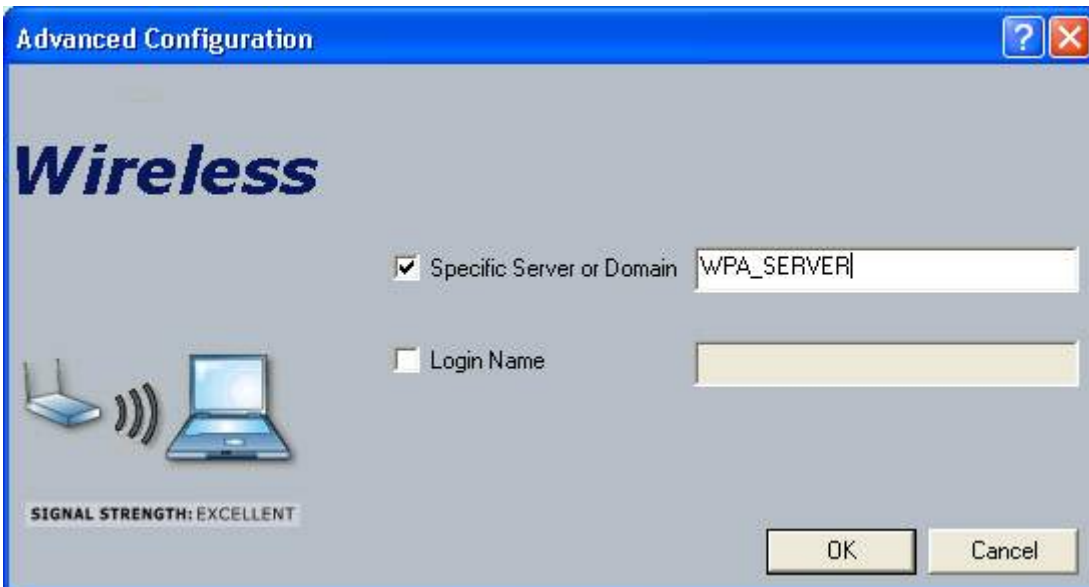 Advanced Configuration
Wireless
Specific Server or Domain WPA_SERVER
Login Name
SIGNAL STRENGTH: EXCELLENT
OK Cancel